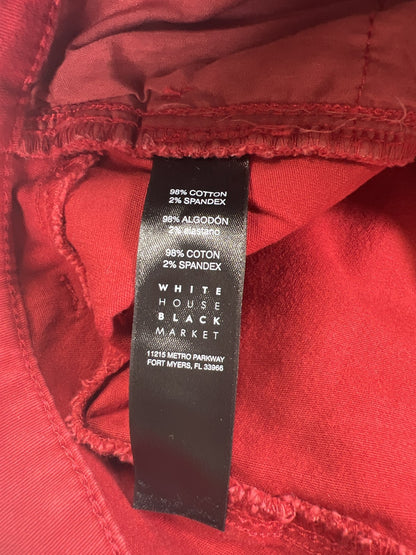 98% COTTON
2% SPANDEX
98% ALGODÓN
2% elastano
98% COTON
2% SPANDEX
WHITE
HOUSE
BLACK
MARKET
11215 METRO PARKWAY
FORT MYERS, FL 33966